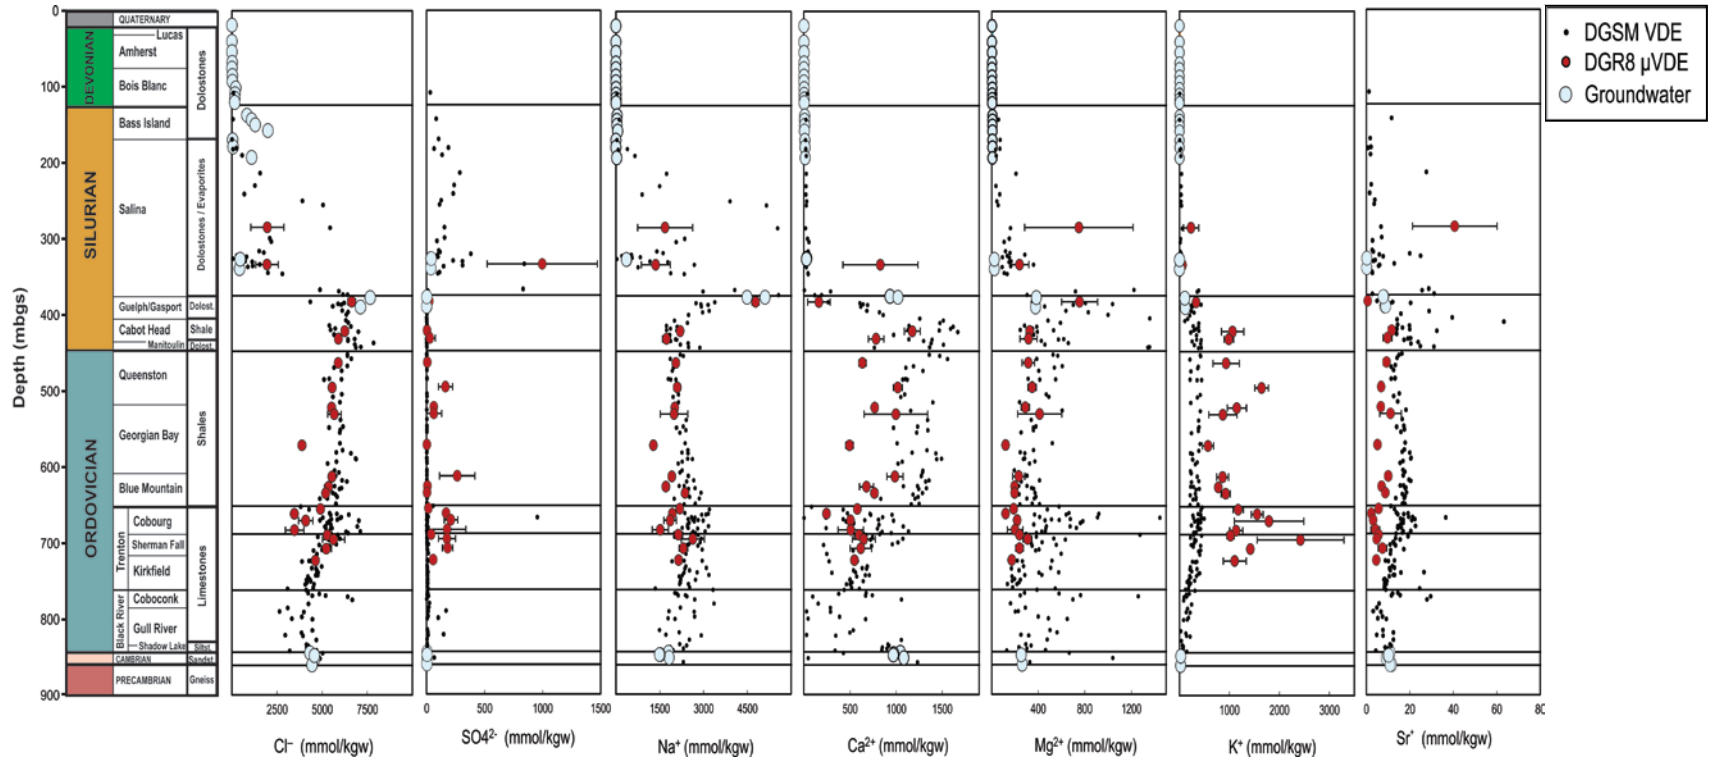 DGSM VDE
DGR8 µVDE
Groundwater
Depth (mbgs)
0
100
200
300
400
500
600
700
800
900
DEVONIAN
SILURIAN
ORDOVICIAN
QUATERNARY
Lucas
Amherst
Bois Blanc
Bass Island
Salina
Guelph/Gasport
Cabot Head
Manitoulin
Queenston
Georgian Bay
Blue Mountain
Trenton
Cobourg
Sherman Fall
Kirkfield
Black River
Coboconk
Gull River
Shadow Lake
CAMBRIAN
PRECAMBRIAN
Dolostones
Dolostones / Evaporites
Dolost.
Shale
Dolost.
Shales
Limestones
Siltst.
Sandst.
Gneiss
2500 5000 7500
Cl⁻ (mmol/kgw)
0 500 1000 1500
SO4²⁻ (mmol/kgw)
1500 3000 4500
Na⁺ (mmol/kgw)
500 1000 1500
Ca²⁺ (mmol/kgw)
400 800 1200
Mg²⁺ (mmol/kgw)
1000 2000 3000
K⁺ (mmol/kgw)
0 20 40 60 80
Sr⁺ (mmol/kgw)